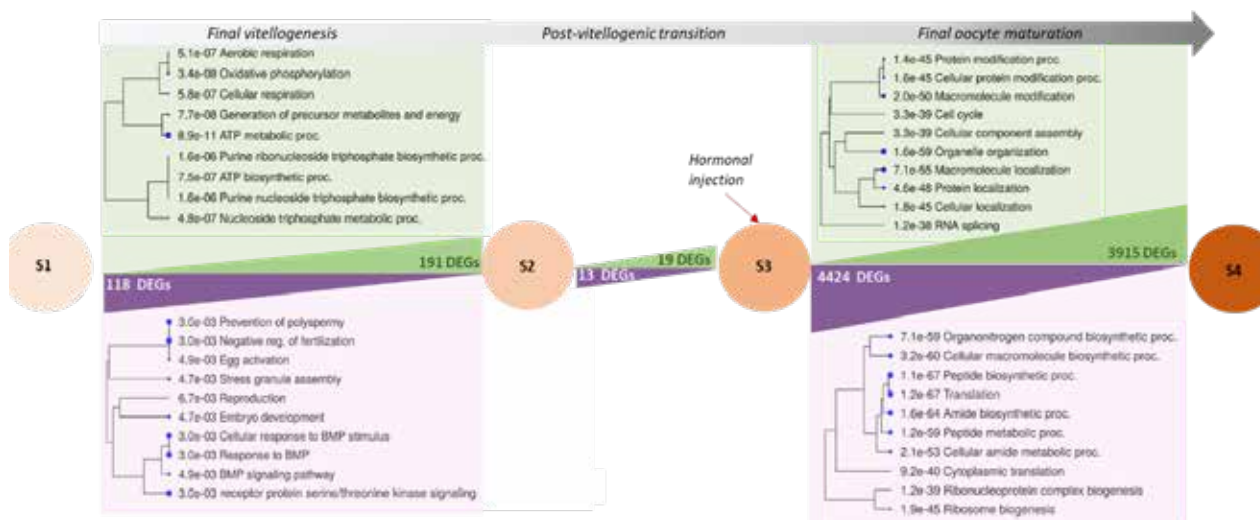 Final vitellogenesis
Post-vitellogenic transition
Final oocyte maturation
5.1e-07 Aerobic respiration
3.4e-08 Oxidative phosphorylation
5.8e-07 Cellular respiration
7.7e-08 Generation of precursor metabolites and energy
8.9e-11 ATP metabolic proc.
1.6e-06 Purine ribonucleoside triphosphate biosynthetic proc.
7.5e-07 ATP biosynthetic proc.
1.6e-06 Purine nucleoside triphosphate biosynthetic proc.
4.8e-07 Nucleoside triphosphate metabolic proc.
Hormonal
injection
1.4e-45 Protein modification proc.
1.6e-45 Cellular protein modification proc.
2.0e-50 Macromolecule modification
3.3e-39 Cell cycle
3.3e-39 Cellular component assembly
1.6e-59 Organelle organization
7.1e-55 Macromolecule localization
4.6e-48 Protein localization
1.8e-45 Cellular localization
1.2e-38 RNA splicing
S1
191 DEGs
118 DEGs
S2
19 DEGs
13 DEGs
S3
3915 DEGs
4424 DEGs
S4
3.0e-03 Prevention of polyspermy
3.0e-03 Negative reg. of fertilization
4.9e-03 Egg activation
4.7e-03 Stress granule assembly
6.7e-03 Reproduction
4.7e-03 Embryo development
3.0e-03 Cellular response to BMP stimulus
3.0e-03 Response to BMP
4.9e-03 BMP signaling pathway
3.0e-03 receptor protein serine/threonine kinase signaling
7.1e-59 Organonitrogen compound biosynthetic proc.
3.2e-60 Cellular macromolecule biosynthetic proc.
1.1e-67 Peptide biosynthetic proc.
1.2e-67 Translation
1.6e-64 Amide biosynthetic proc.
1.2e-59 Peptide metabolic proc.
2.1e-53 Cellular amide metabolic proc.
9.2e-40 Cytoplasmic translation
1.2e-39 Ribonucleoprotein complex biogenesis
1.9e-45 Ribosome biogenesis